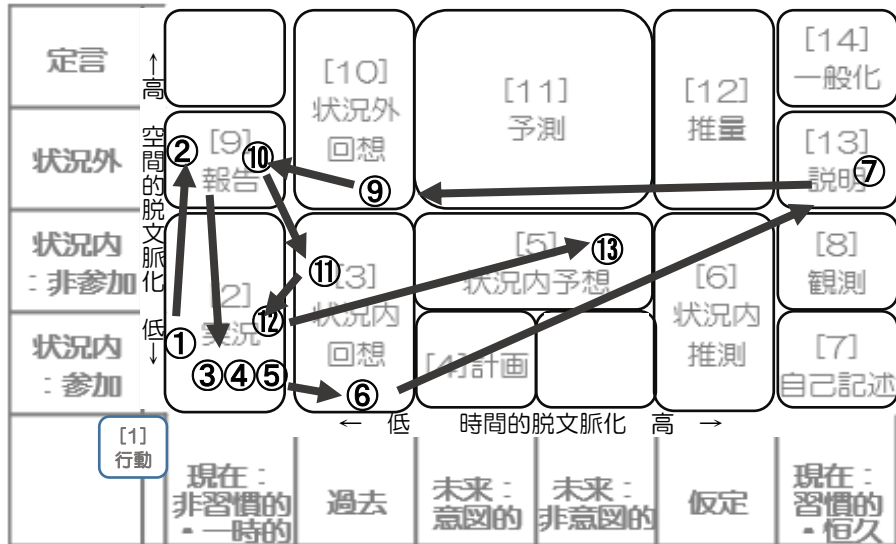 定言
状況外
状況内
：非参加
状況内
：参加
↑高 空間的脱文脈化 低↓
[1]
行動
②
[9]
報告
⑩
[2]
実況
①
③④⑤
⑫
[10]
状況外
回想
⑨
⑪
[3]
状況内
回想
⑥
[11]
予測
[5]
状況内予想
⑬
[4]計画
[12]
推量
[6]
状況内
推測
[14]
一般化
[13]
説明
⑦
[8]
観測
[7]
自己記述
← 低 時間的脱文脈化 高 →
現在：
非習慣的
・一時的
過去
未来：
意図的
未来：
非意図的
仮定
現在：
習慣的
・恒久